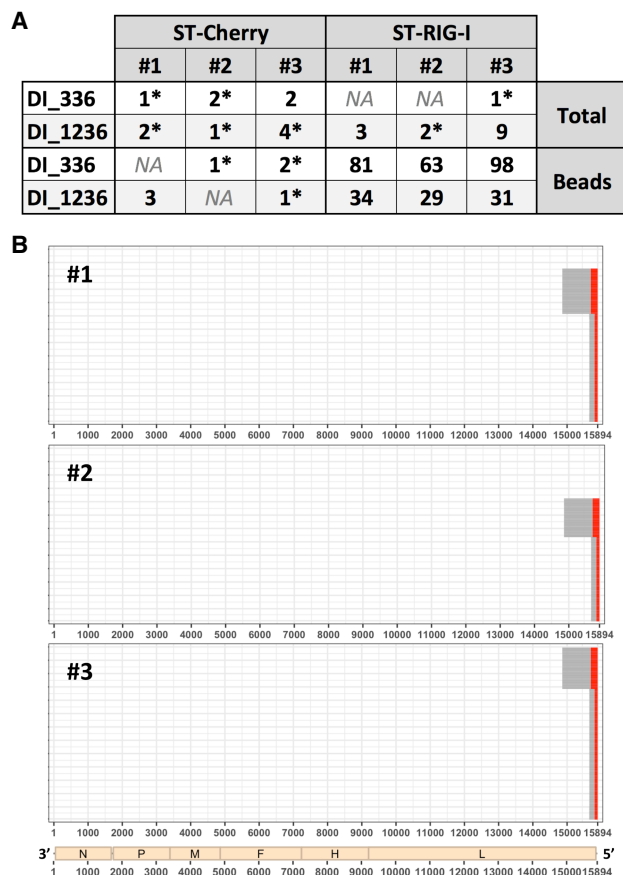 A
ST-Cherry ST-RIG-I
#1 #2 #3 #1 #2 #3
DI_336 1* 2* 2 NA NA 1* Total
DI_1236 2* 1* 4* 3 2* 9
DI_336 NA 1* 2* 81 63 98 Beads
DI_1236 3 NA 1* 34 29 31
B
#1
1 1000 2000 3000 4000 5000 6000 7000 8000 9000 10000 11000 12000 13000 14000 15000 15894
#2
1 1000 2000 3000 4000 5000 6000 7000 8000 9000 10000 11000 12000 13000 14000 15000 15894
#3
1 1000 2000 3000 4000 5000 6000 7000 8000 9000 10000 11000 12000 13000 14000 15000 15894
3’ N P M F H L 5’
1 1000 2000 3000 4000 5000 6000 7000 8000 9000 10000 11000 12000 13000 14000 15000 15894